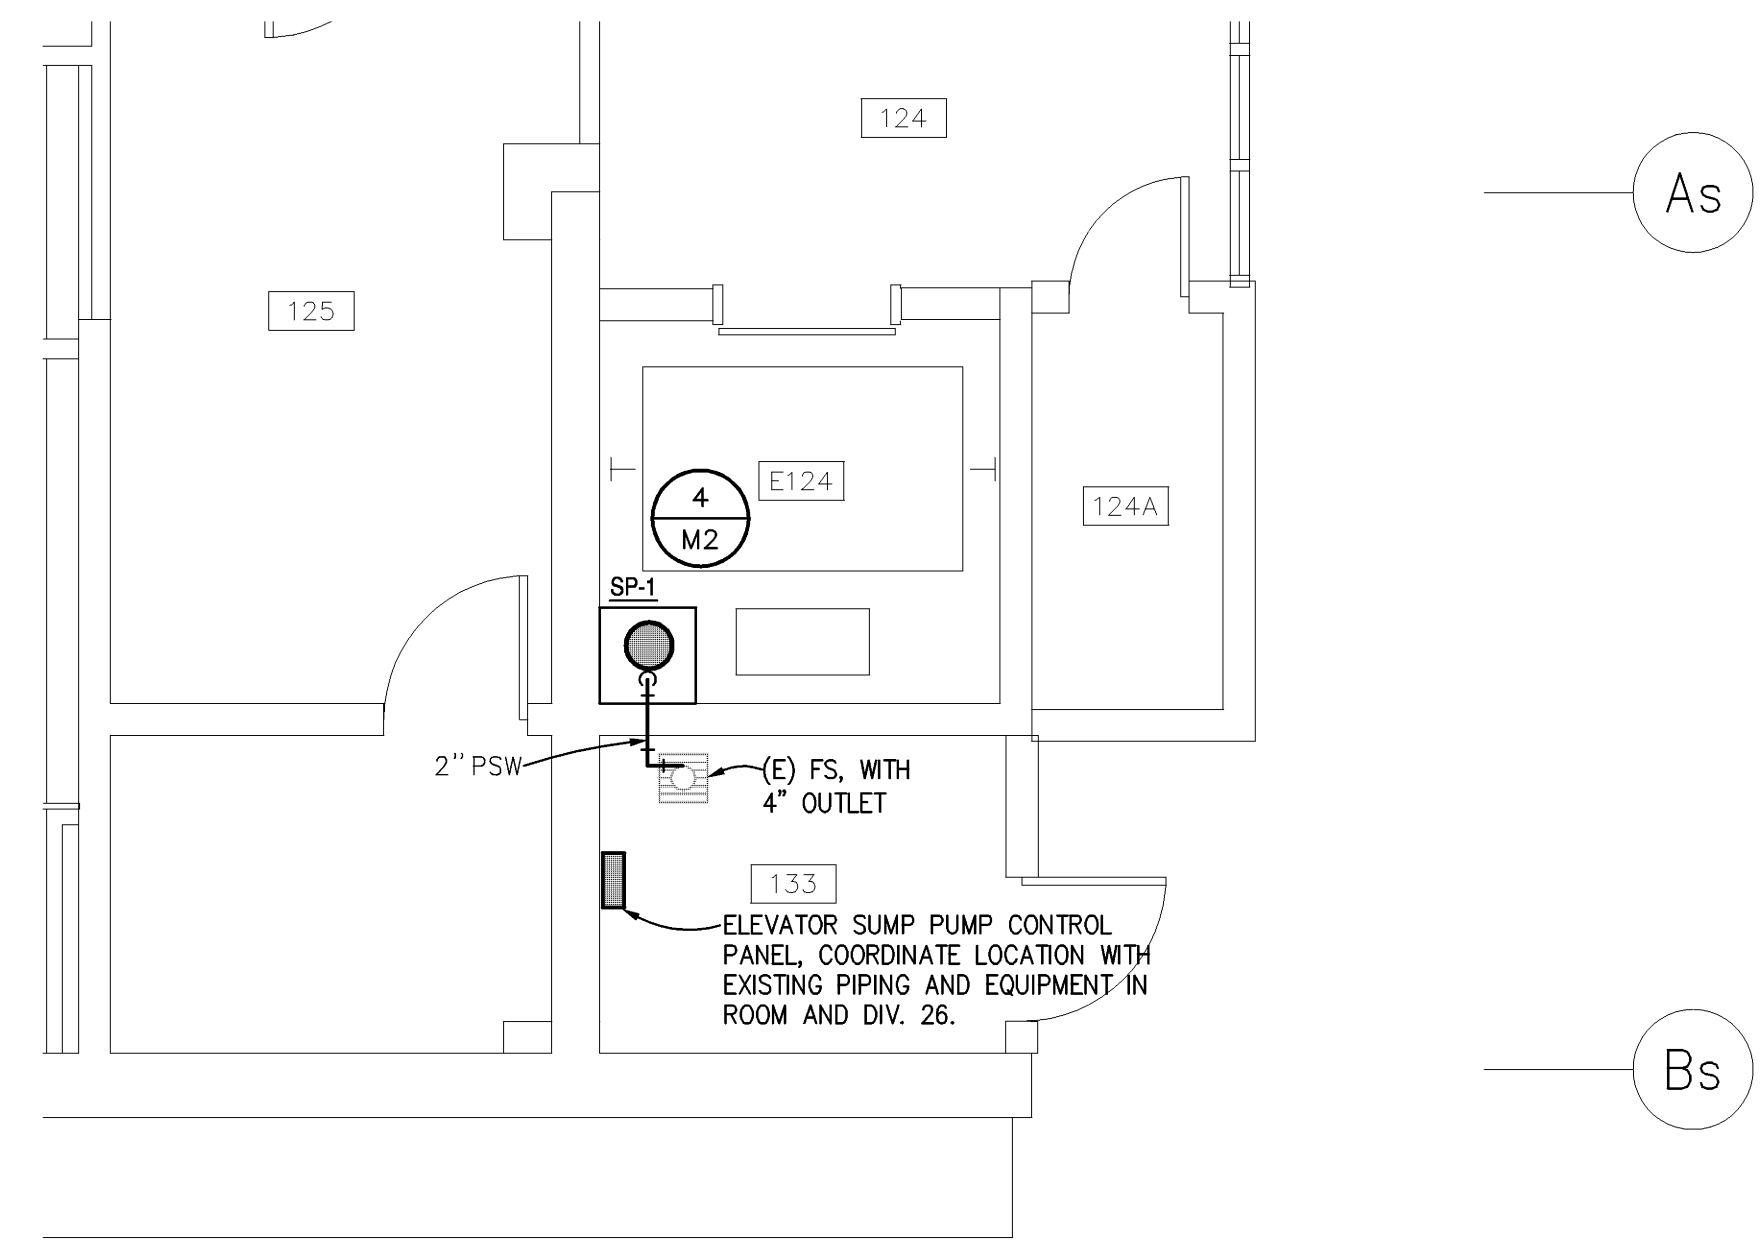 124
As
125
E124
4
M2
124A
SP-1
2" PSW
(E) FS, WITH
4" OUTLET
133
ELEVATOR SUMP PUMP CONTROL
PANEL, COORDINATE LOCATION WITH
EXISTING PIPING AND EQUIPMENT IN
ROOM AND DIV. 26.
Bs